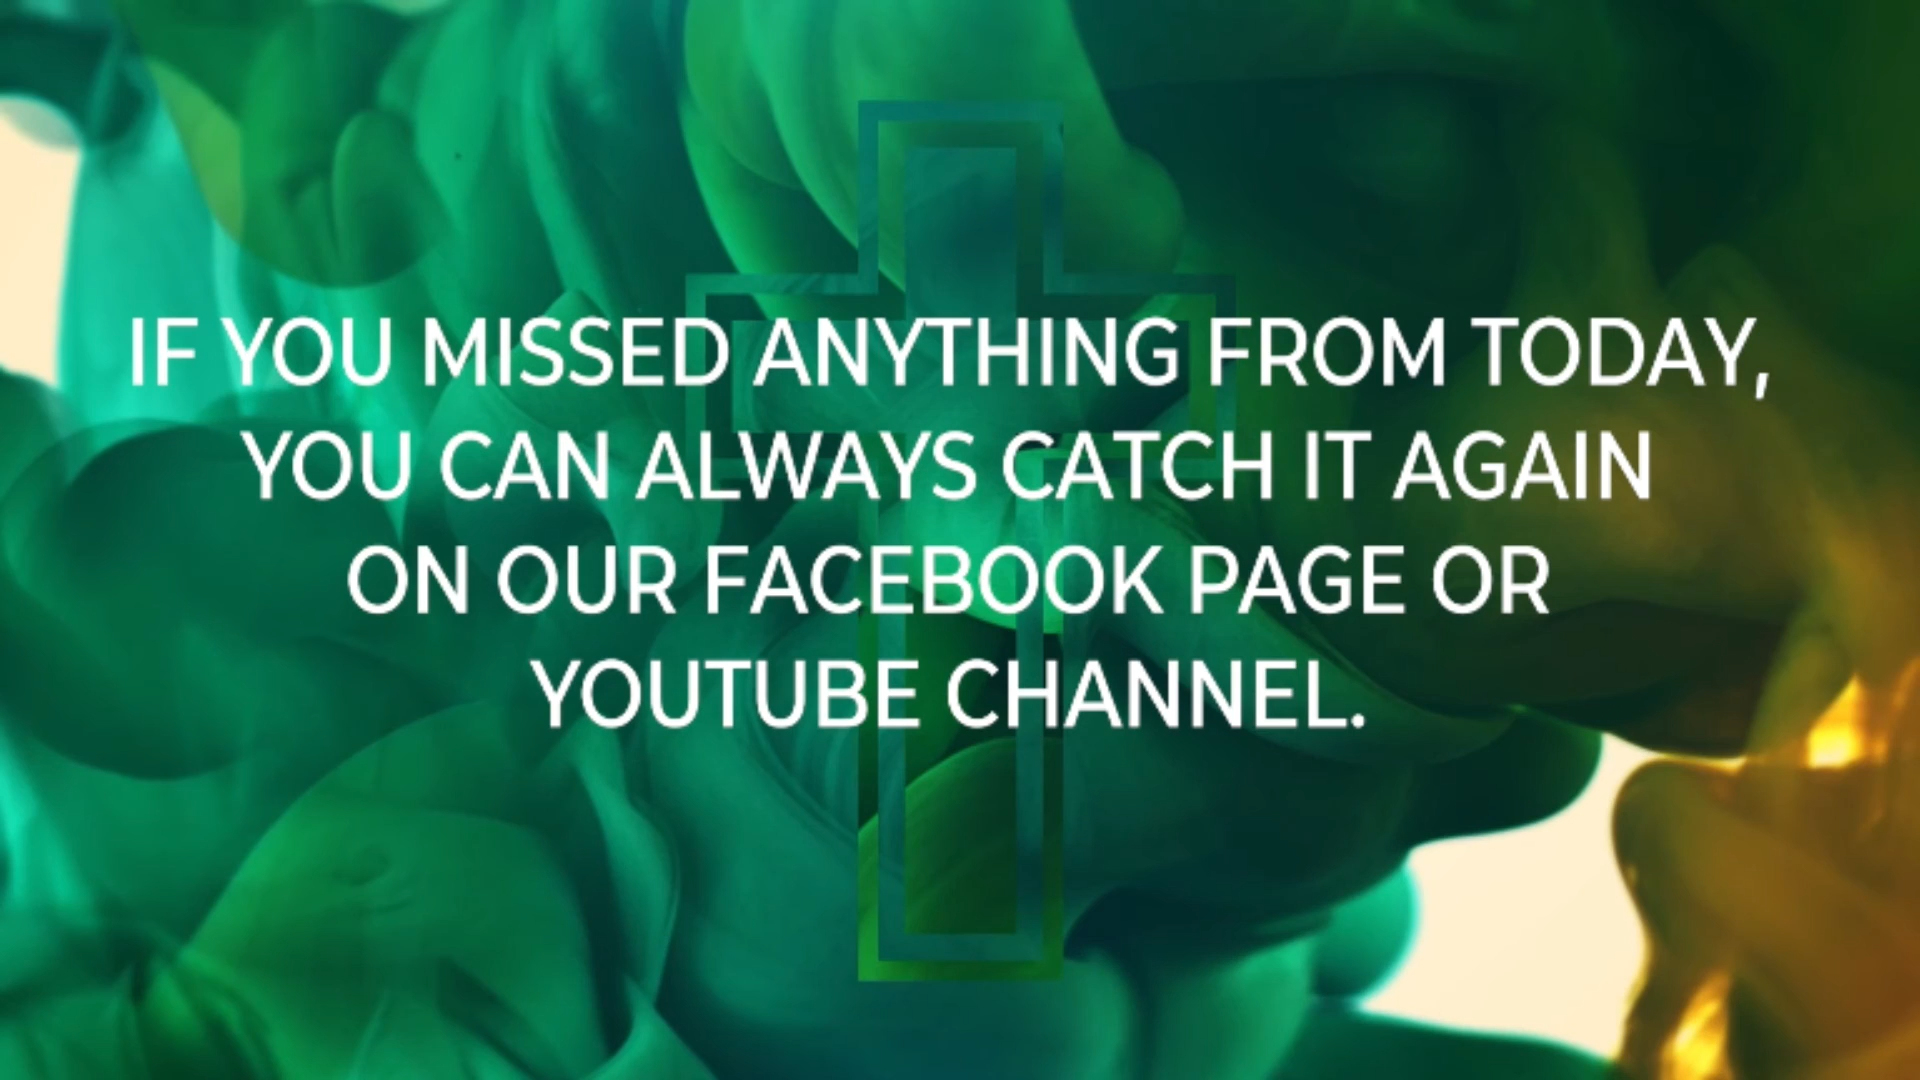 IF YOU MISSED ANYTHING FROM TODAY,
YOU CAN ALWAYS CATCH IT AGAIN
ON OUR FACEBOOK PAGE OR
YOUTUBE CHANNEL.